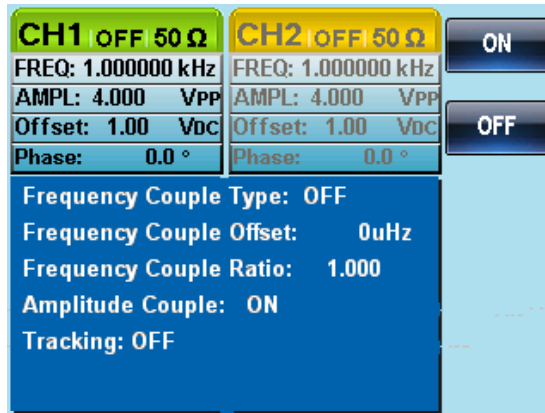 CH1 OFF 50 Ω CH2 OFF 50 Ω ON
FREQ: 1.000000 kHz FREQ: 1.000000 kHz
AMPL: 4.000 VPP AMPL: 4.000 VPP
Offset: 1.00 VDC Offset: 1.00 VDC OFF
Phase: 0.0 ° Phase: 0.0 °
Frequency Couple Type: OFF
Frequency Couple Offset: 0uHz
Frequency Couple Ratio: 1.000
Amplitude Couple: ON
Tracking: OFF